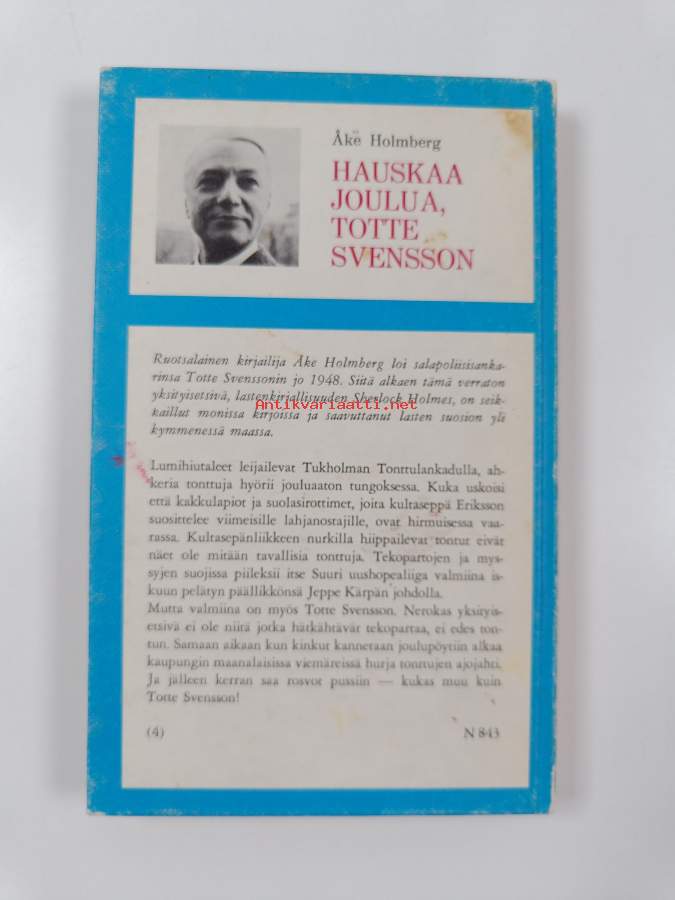 Åke Holmberg
HAUSKAA
JOULUA,
TOTTE
SVENSSON
Ruotsalainen kirjailija Åke Holmberg loi salapoliisisanka-
rinsa Totte Svenssonin jo 1948. Siitä alkaen tämä verraton
yksityisetsivä, lastenkirjallisuuden Sherlock Holmes, on seik-
kaillut monissa kirjoissa ja saavuttanut lasten suosion yli
kymmenessä maassa.
Antikvariaatti.net
Lumihiutaleet leijailevat Tukholman Tonttulankadulla, ah-
keria tonttuja hyörii jouluaaton tungoksessa. Kuka uskoisi
että kakkulapiot ja suolasirottimet, joita kultaseppä Eriksson
suosittelee viimeisille lahjanostajille, ovat hirmuisessa vaa-
rassa. Kultasepänliikkeen nurkilla hiippailevat tontut eivät
näet ole mitään tavallisia tonttuja. Tekopartojen ja mys-
syjen suojissa piileksii itse Suuri uushopealiiga valmiina is-
kuun pelätyn päällikkönsä Jeppe Kärpän johdolla.
Mutta valmiina on myös Totte Svensson. Nerokas yksityis-
etsivä ei ole niitä jotka hätkähtävät tekopartaa, ei edes ton-
tun. Samaan aikaan kun kinkut kannetaan joulupöytiin alkaa
kaupungin maanalaisissa viemäreissä hurja tonttujen ajojahti.
Ja jälleen kerran saa rosvot pussiin — kukas muu kuin
Totte Svensson!
(4)
N 843